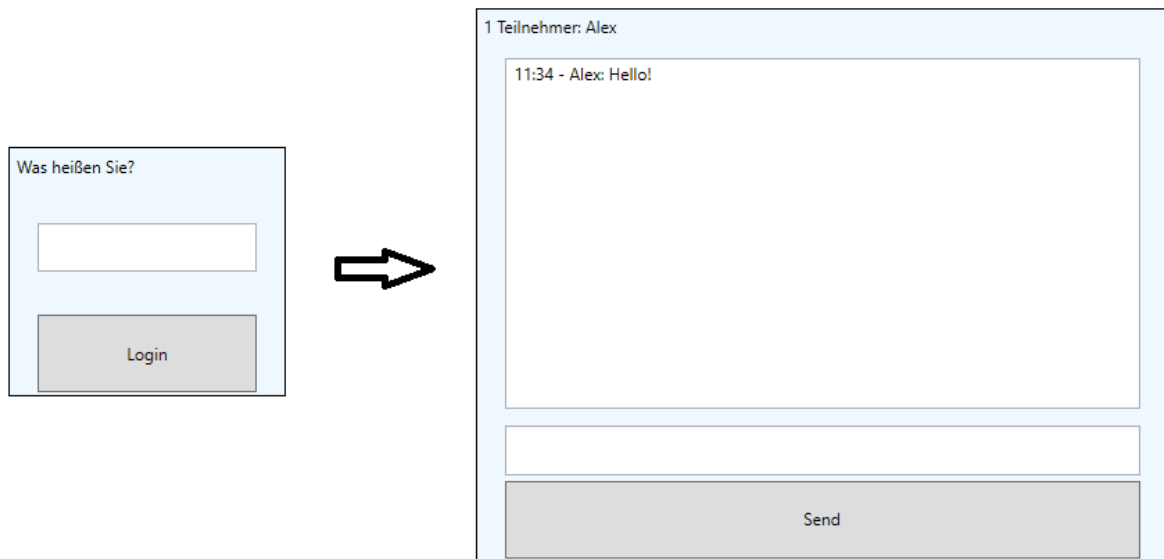 Was heißen Sie?
Login
1 Teilnehmer: Alex
11:34 - Alex: Hello!
Send